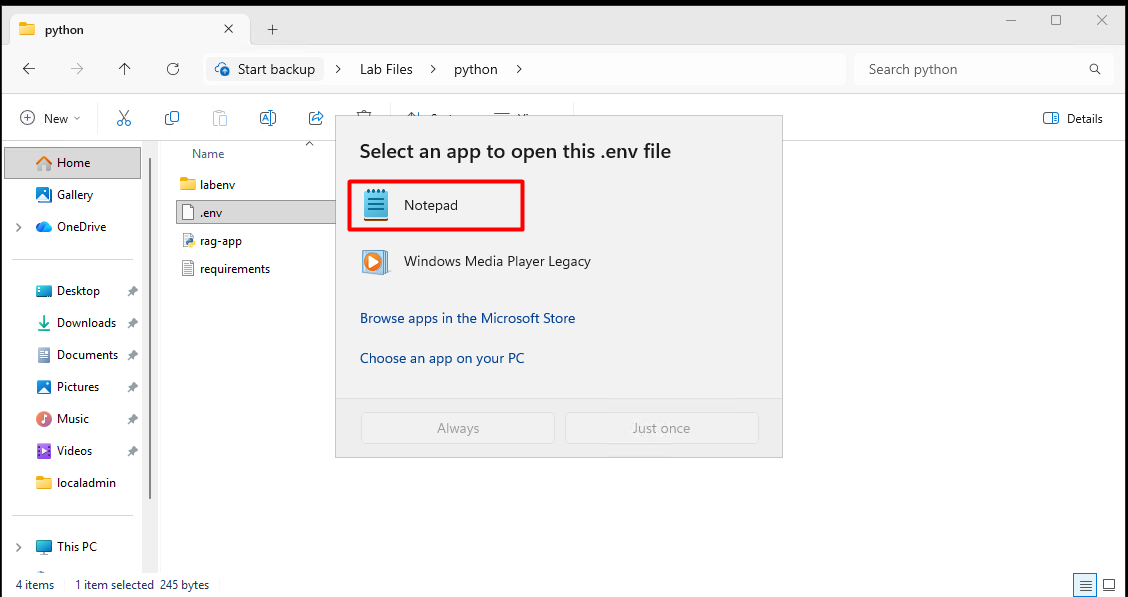 python
Start backup
Lab Files
python
Search python
New
Details
Home
Gallery
OneDrive
Desktop
Downloads
Documents
Pictures
Music
Videos
localadmin
This PC
Name
labenv
.env
rag-app
requirements
Select an app to open this .env file
Notepad
Windows Media Player Legacy
Browse apps in the Microsoft Store
Choose an app on your PC
Always
Just once
4 items
1 item selected 245 bytes